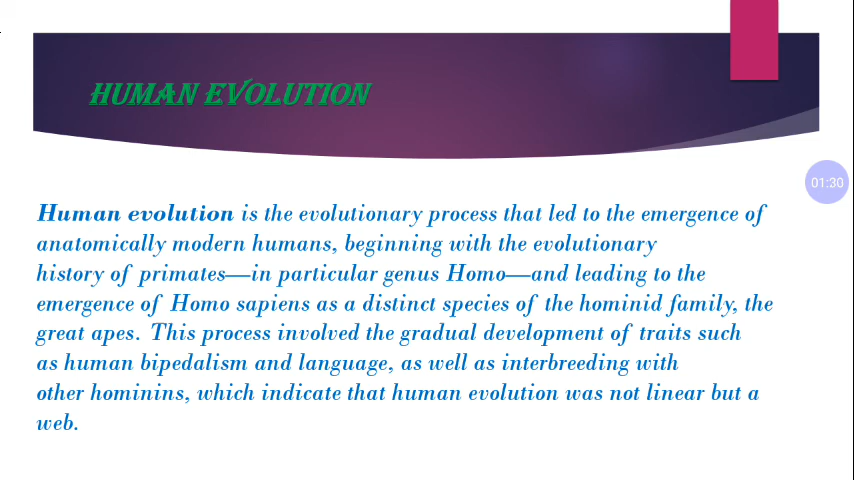 HUMAN EVOLUTION
01:30
Human evolution is the evolutionary process that led to the emergence of
anatomically modern humans, beginning with the evolutionary
history of primates—in particular genus Homo—and leading to the
emergence of Homo sapiens as a distinct species of the hominid family, the
great apes. This process involved the gradual development of traits such
as human bipedalism and language, as well as interbreeding with
other hominins, which indicate that human evolution was not linear but a
web.